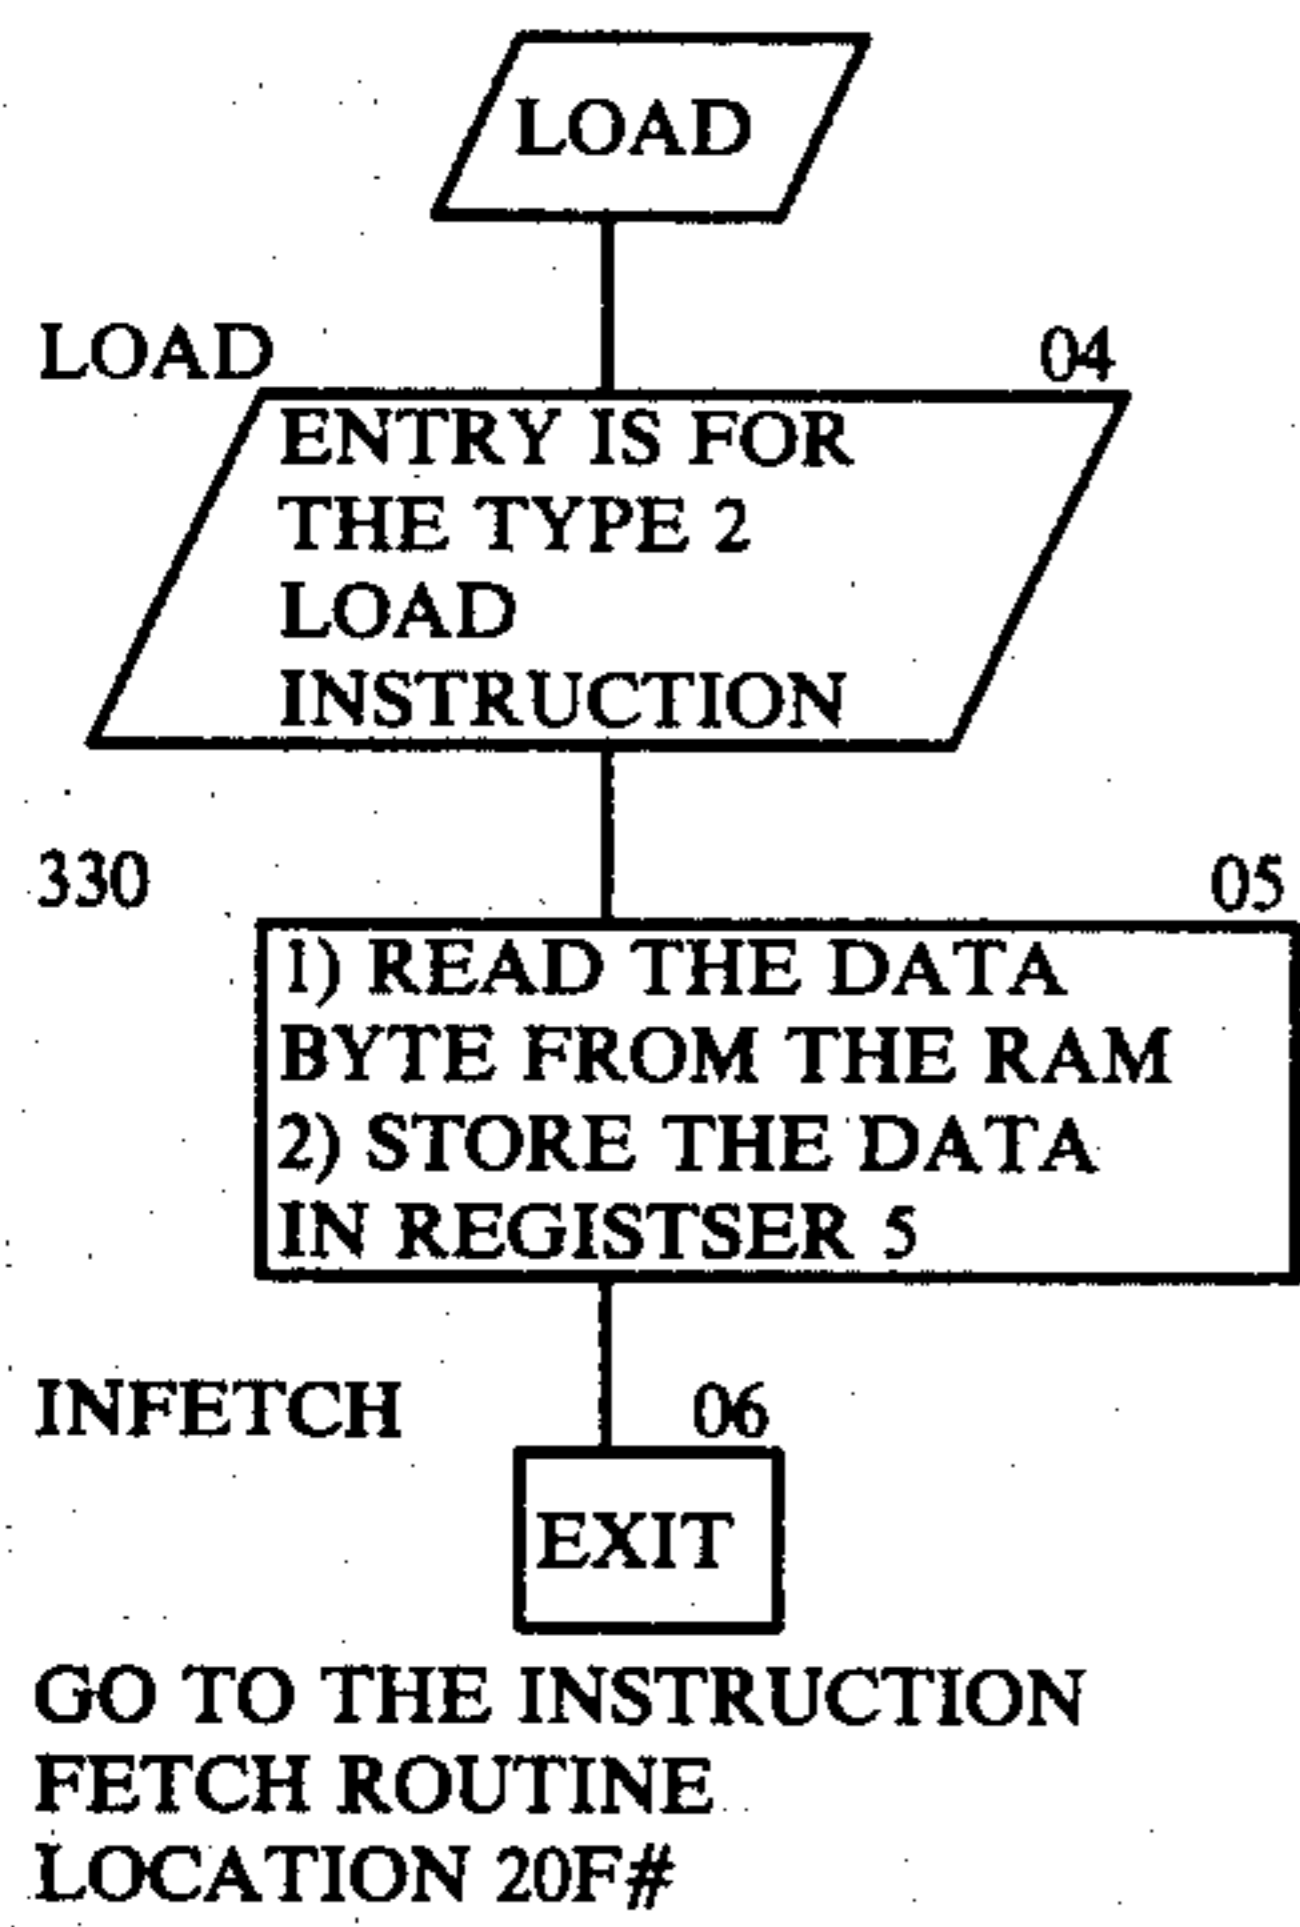 LOAD
LOAD 04
ENTRY IS FOR
THE TYPE 2
LOAD
INSTRUCTION
330 05
1) READ THE DATA
BYTE FROM THE RAM
2) STORE THE DATA
IN REGISTSER 5
INFETCH 06
EXIT
GO TO THE INSTRUCTION
FETCH ROUTINE
LOCATION 20F#